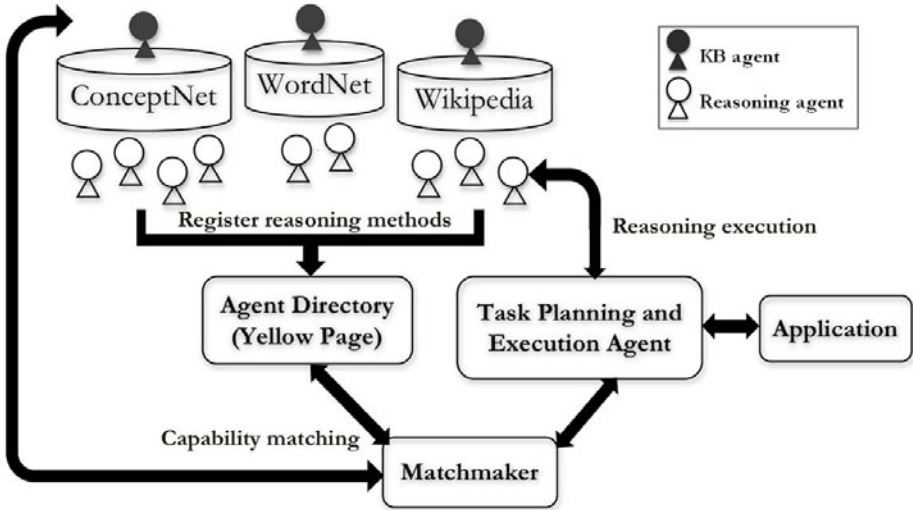 ConceptNet
WordNet
Wikipedia
KB agent
Reasoning agent
Register reasoning methods
Reasoning execution
Agent Directory
(Yellow Page)
Task Planning and
Execution Agent
Application
Capability matching
Matchmaker